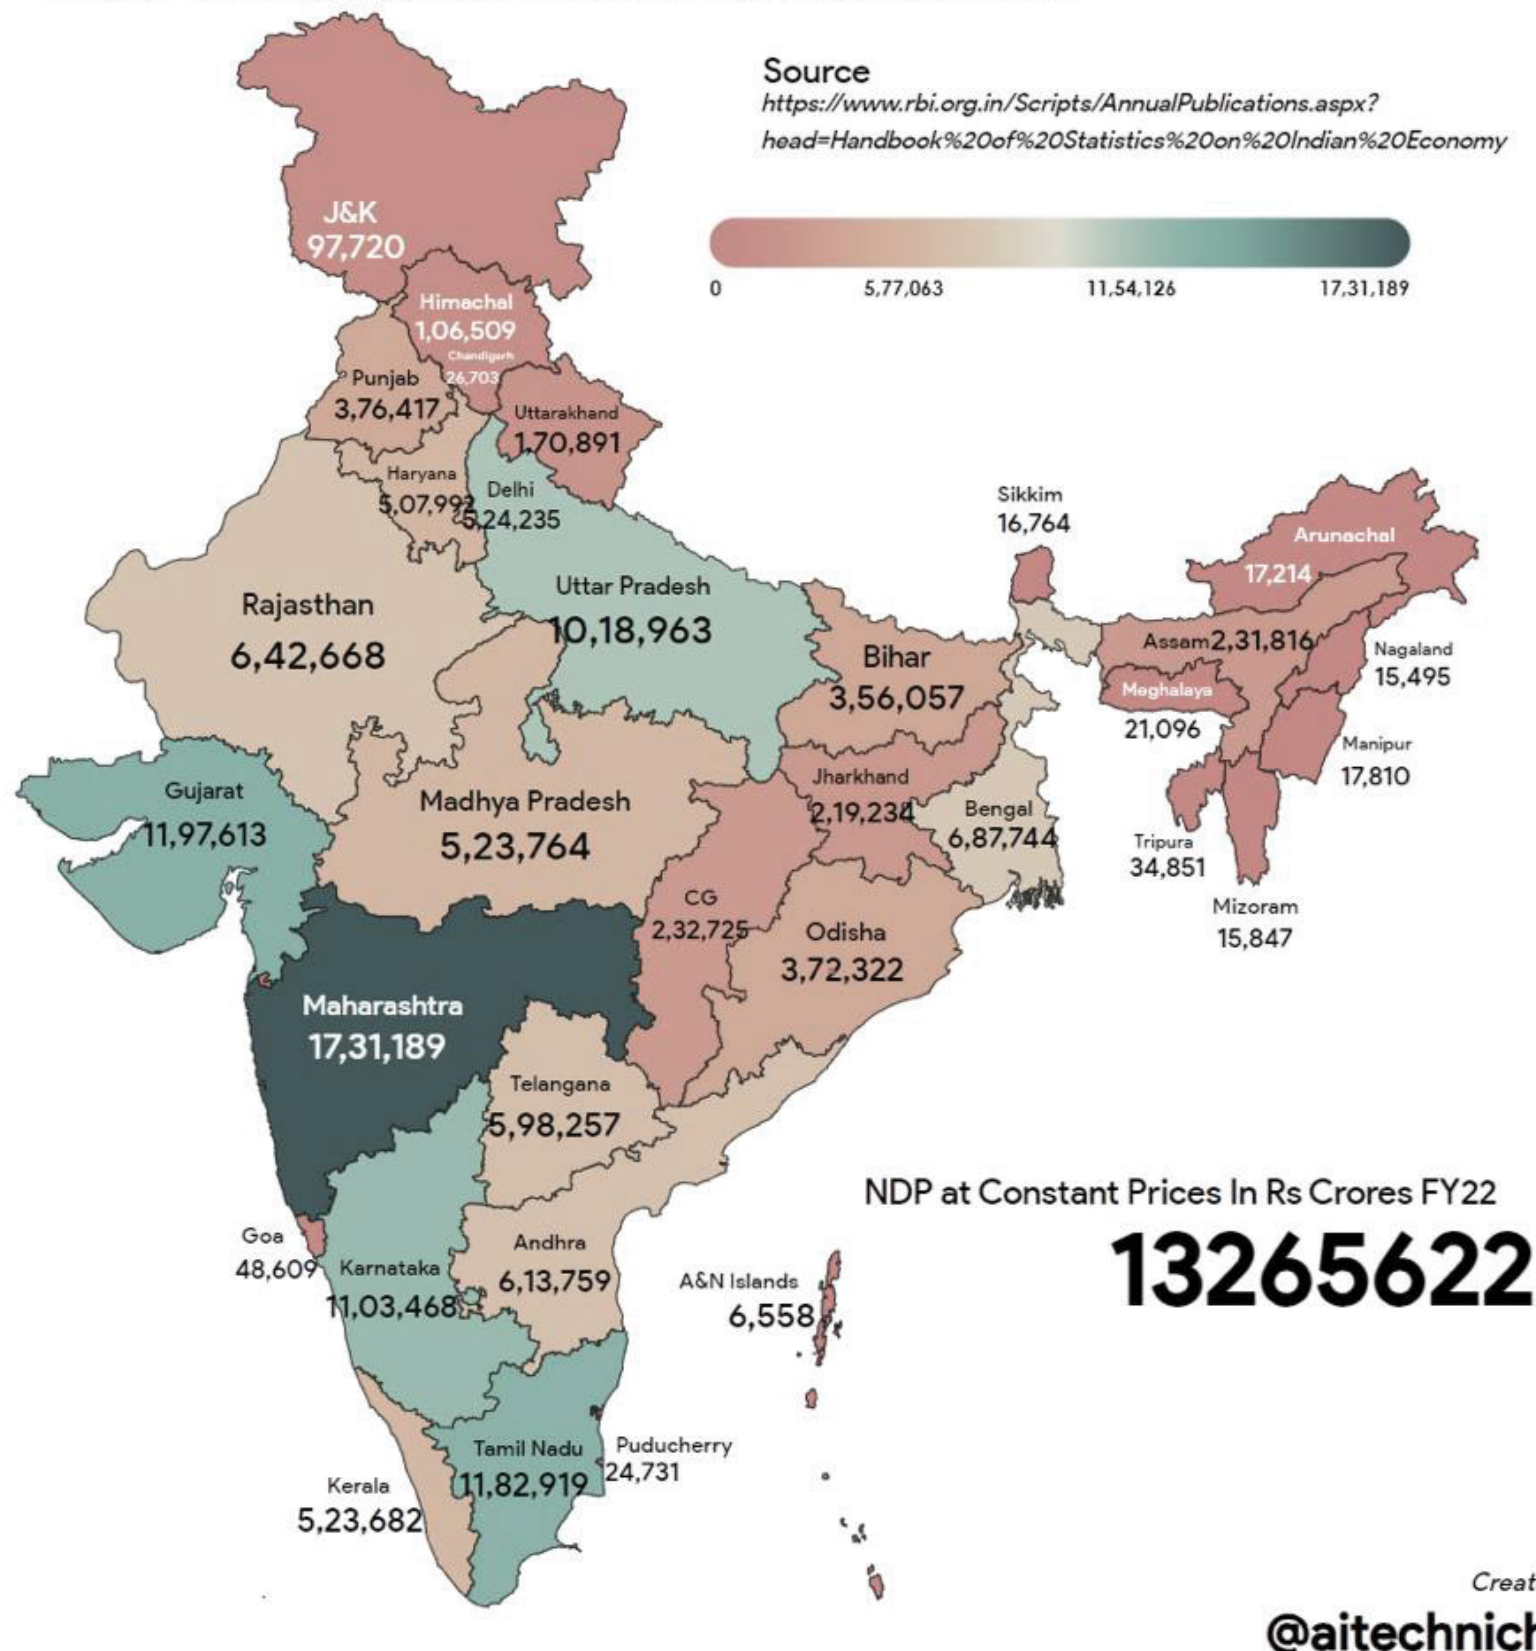 Source
https://www.rbi.org.in/Scripts/AnnualPublications.aspx?
head=Handbook%20of%20Statistics%20on%20Indian%20Economy
0 5,77,063 11,54,126 17,31,189
J&K
97,720
Himachal
1,06,509
Chandigarh
26,703
Punjab
3,76,417
Uttarakhand
1,70,891
Haryana
5,07,992
Delhi
5,24,235
Sikkim
16,764
Arunachal
17,214
Rajasthan
6,42,668
Uttar Pradesh
10,18,963
Bihar
3,56,057
Assam 2,31,816
Nagaland
15,495
Meghalaya
21,096
Manipur
17,810
Gujarat
11,97,613
Madhya Pradesh
5,23,764
Jharkhand
2,19,234
Bengal
6,87,744
Tripura
34,851
Mizoram
15,847
CG
2,32,725
Odisha
3,72,322
Maharashtra
17,31,189
Telangana
5,98,257
NDP at Constant Prices In Rs Crores FY22
13265622
Goa
48,609
Karnataka
11,03,468
Andhra
6,13,759
A&N Islands
6,558
Tamil Nadu
11,82,919
Puducherry
24,731
Kerala
5,23,682
Creat
@aitechnich